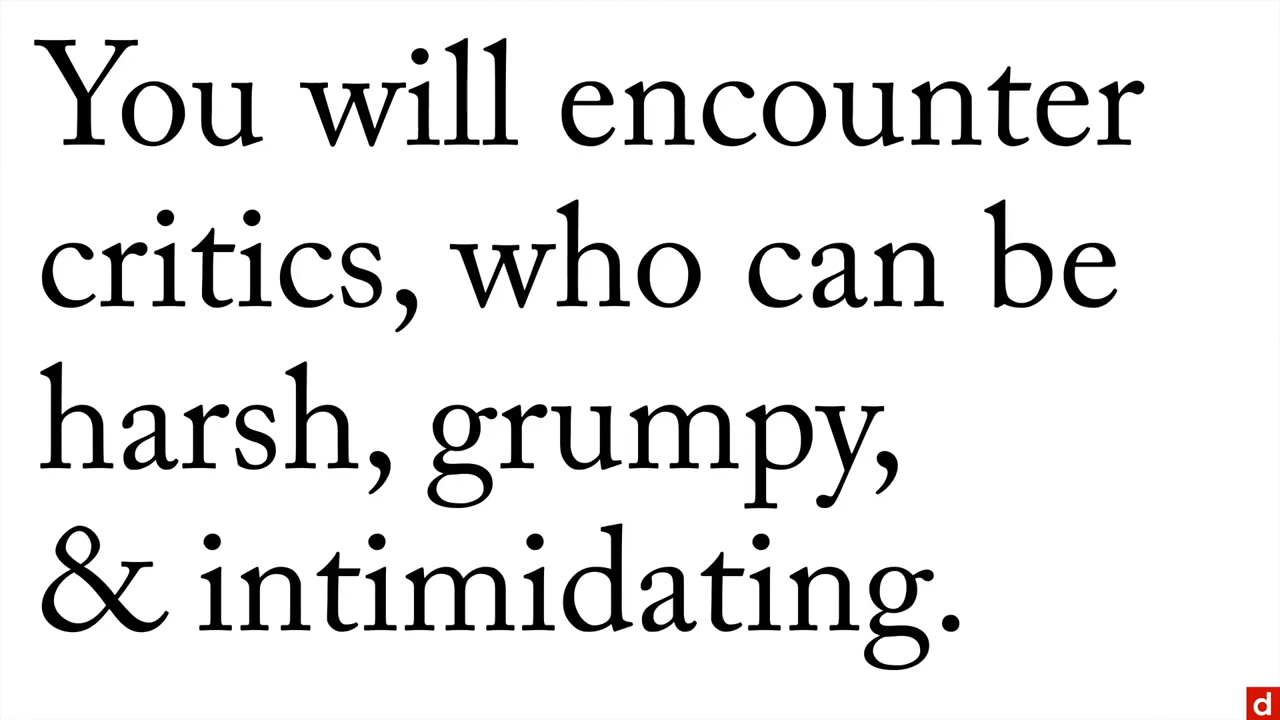 You will encounter
critics, who can be
harsh, grumpy,
& intimidating.
d